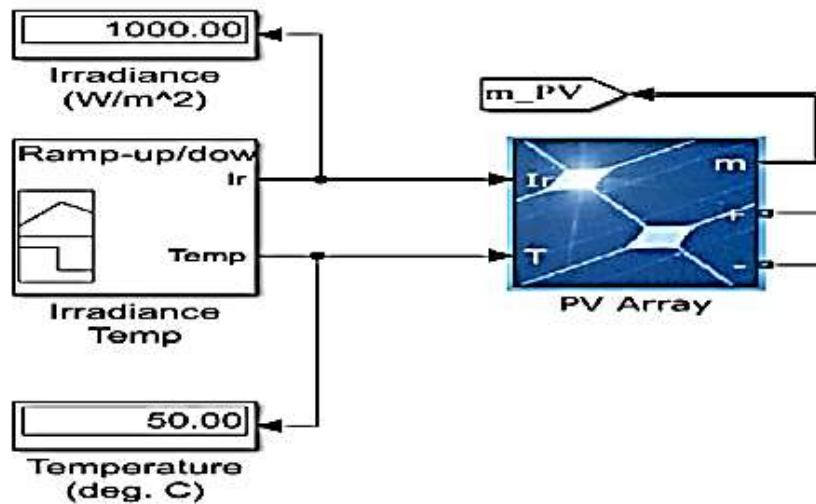 1000.00
Irradiance
(W/m^2)
m_PV
Ramp-up/dow
Ir
Temp
Irradiance
Temp
Ir
m
T
+
-
PV Array
50.00
Temperature
(deg. C)